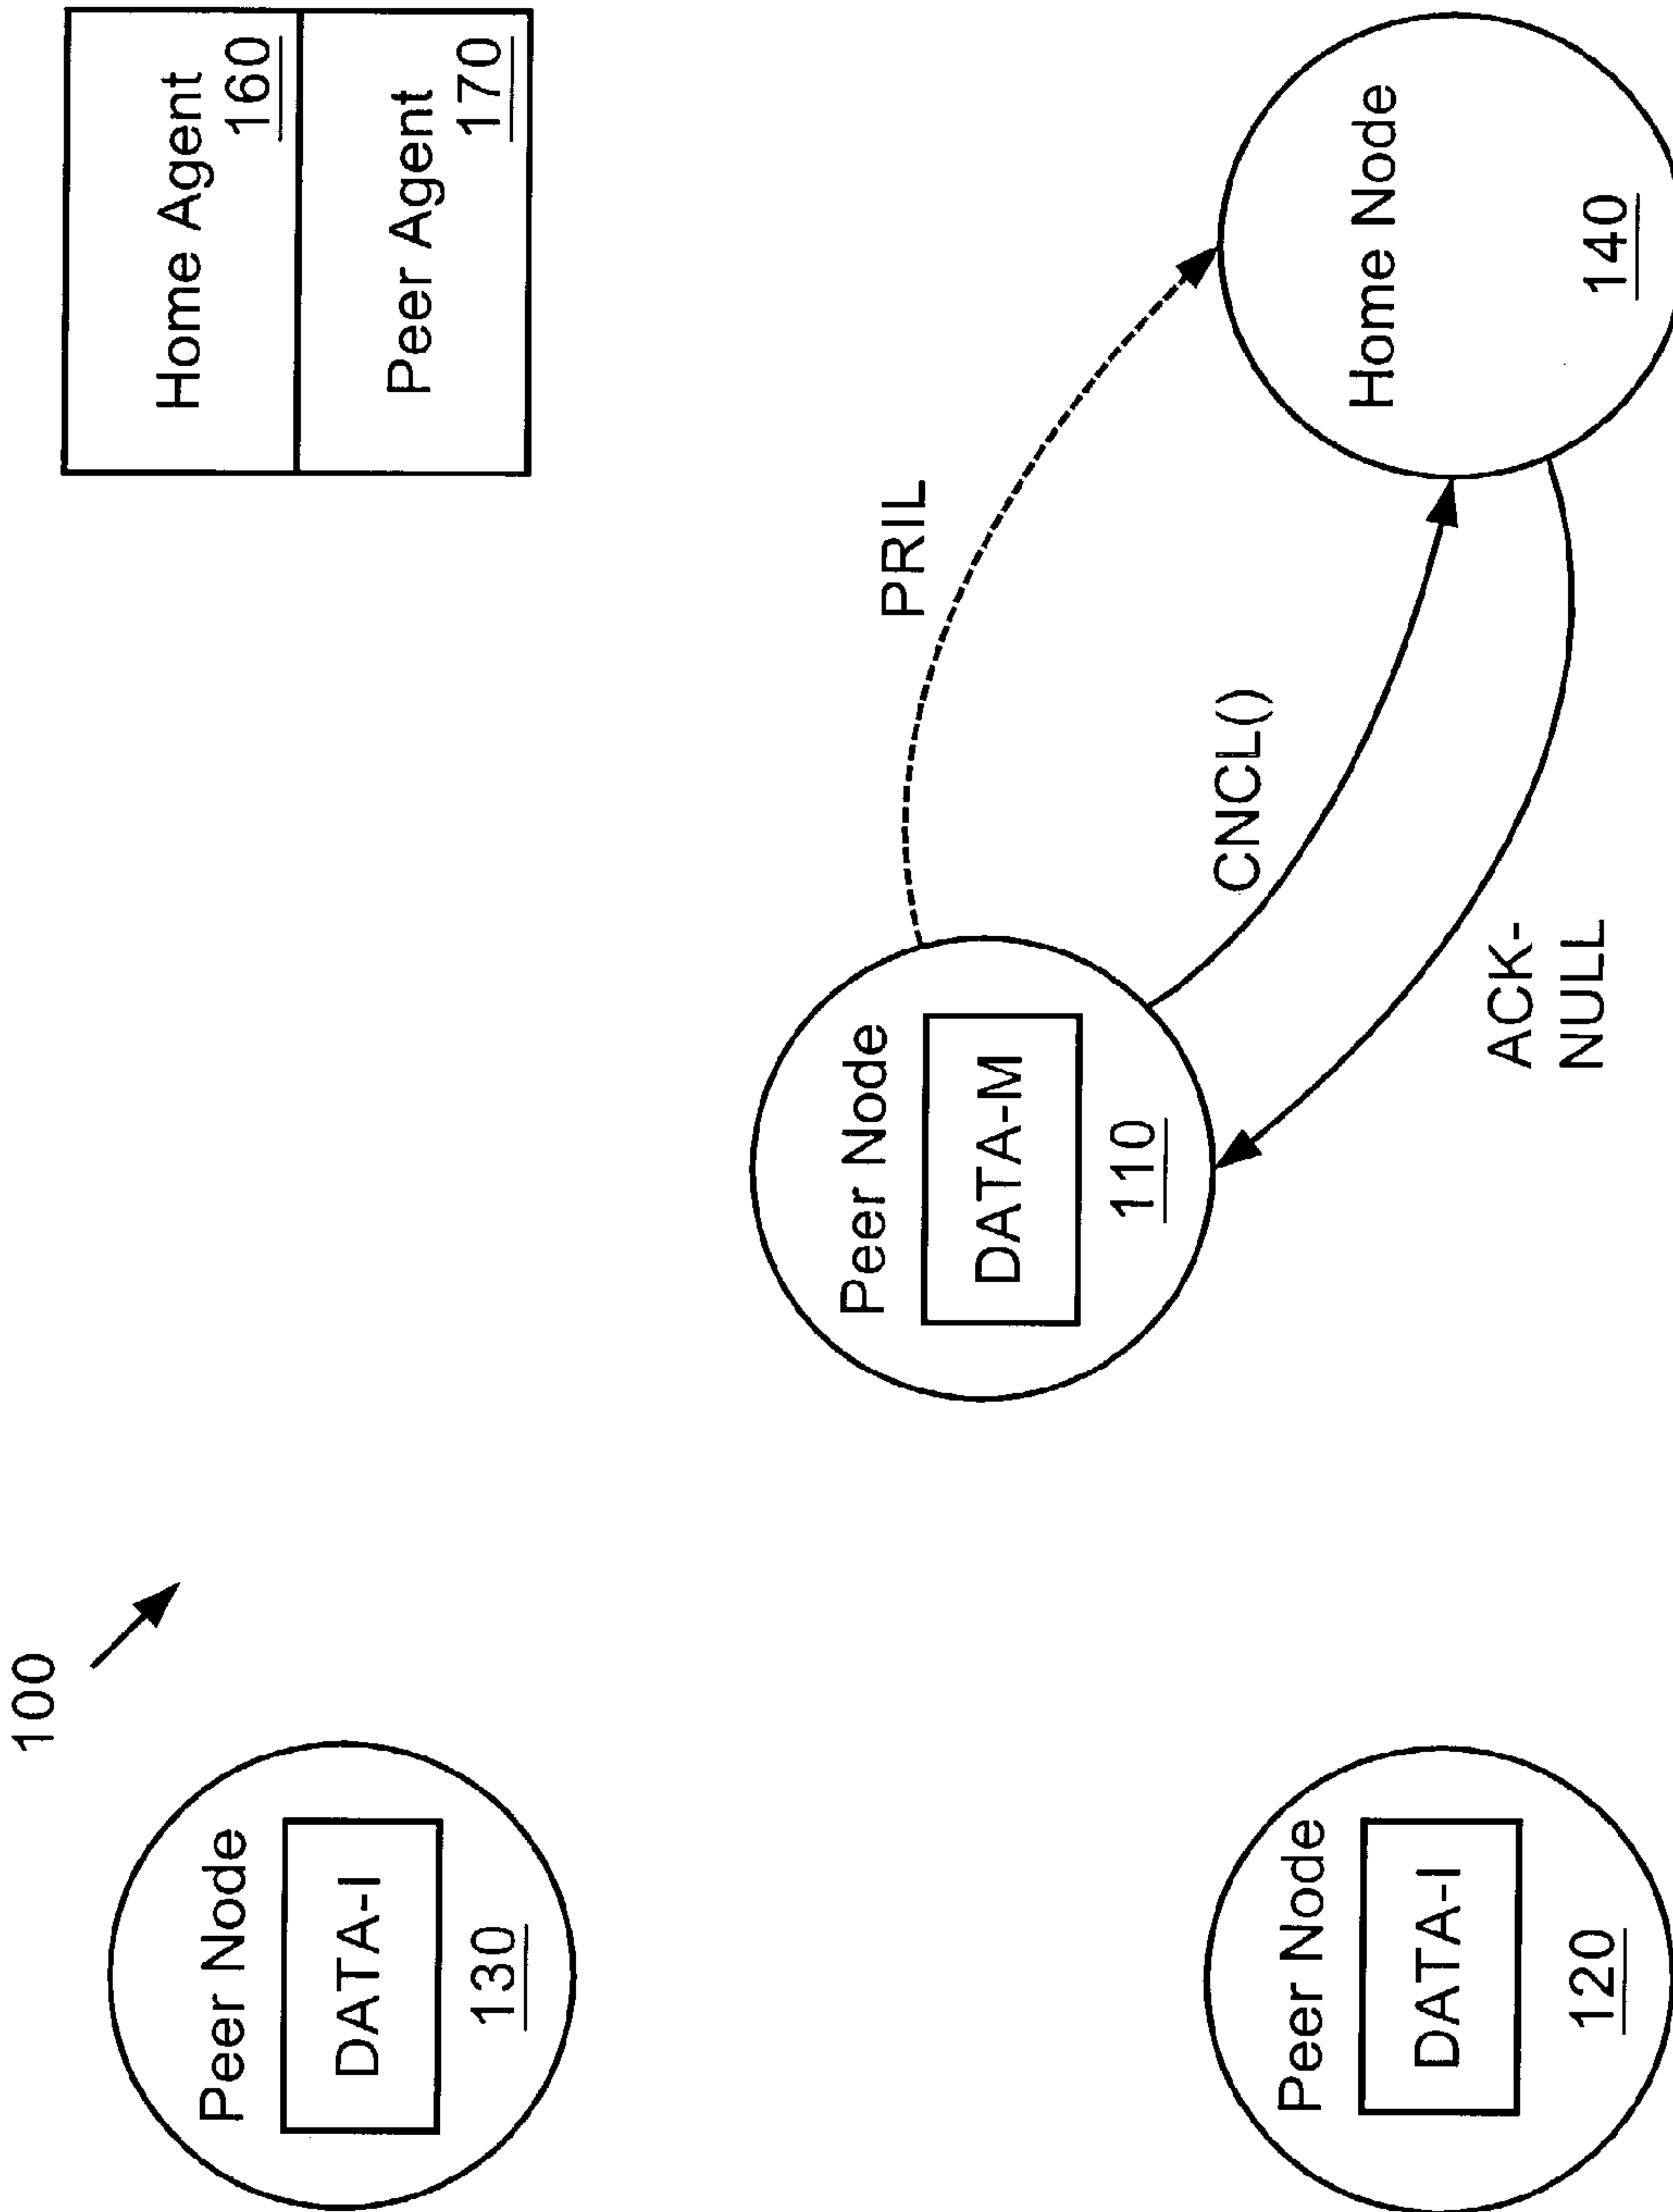 100
Peer Node
DATA-I
130
Peer Node
DATA-I
120
Peer Node
DATA-M
110
Home Agent
160
Peer Agent
170
PRIL
CNCL()
ACK-
NULL
Home Node
140